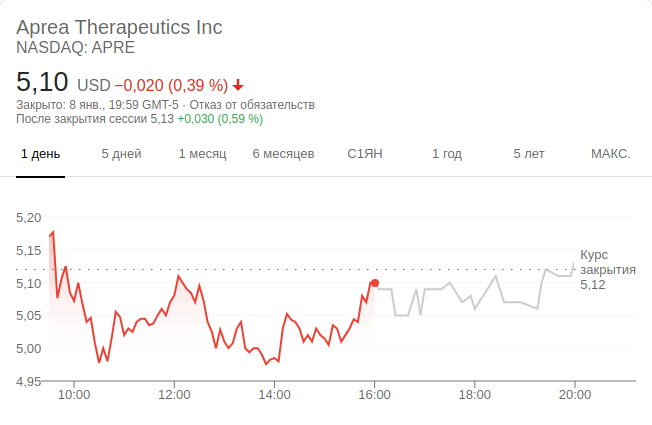 Aprea Therapeutics Inc
NASDAQ: APRE
5,10 USD −0,020 (0,39 %)
Закрыто: 8 янв., 19:59 GMT-5 · Отказ от обязательств
После закрытия сессии 5,13 +0,030 (0,59 %)
1 день 5 дней 1 месяц 6 месяцев С1ЯН 1 год 5 лет МАКС.
5,20
5,15
5,10
5,05
5,00
4,95
Курс
закрытия
5,12
10:00 12:00 14:00 16:00 18:00 20:00